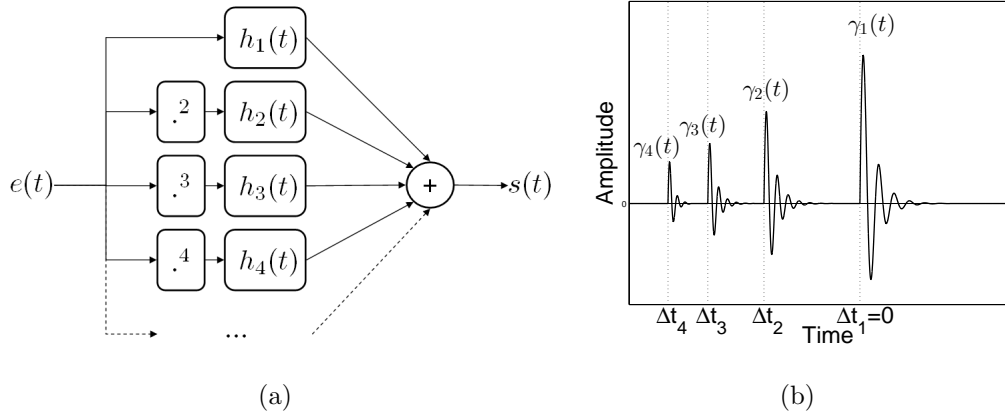 h₁(t)
.²
h₂(t)
e(t)
.³
h₃(t)
+
s(t)
.⁴
h₄(t)
...
(a)
Amplitude
0
γ₄(t)
γ₃(t)
γ₂(t)
γ₁(t)
Δt₄
Δt₃
Δt₂
Δt₁=0
Time
(b)